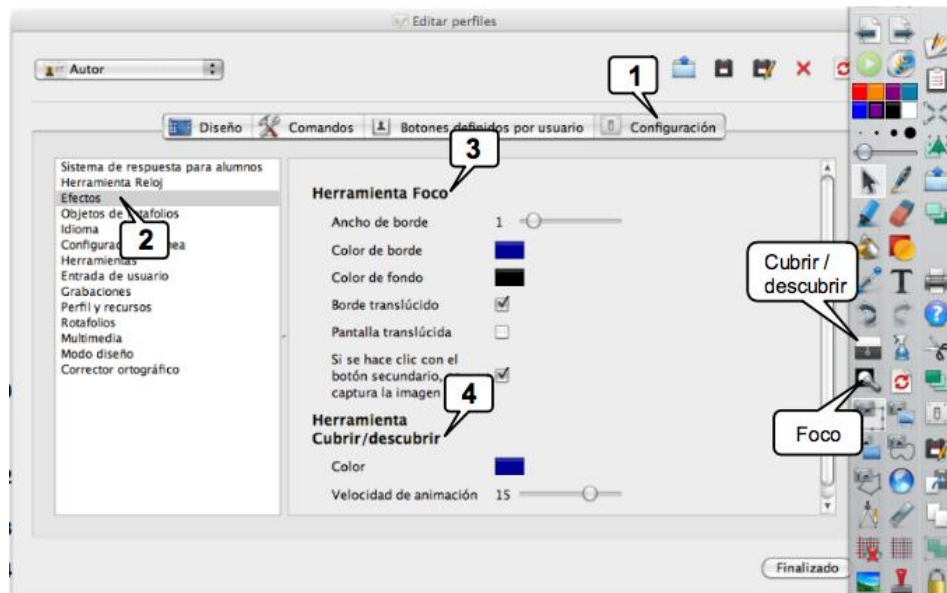 Editar perfiles
Autor
1
Diseño
Comandos
Botones definidos por usuario
Configuración
Sistema de respuesta para alumnos
Herramienta Reloj
Efectos
Objetos de
Idioma
2
Herramientas
Entrada de usuario
Grabaciones
Perfil y recursos
Rotafolios
Multimedia
Modo diseño
Corrector ortográfico
3
Herramienta Foco
Ancho de borde 1
Color de borde
Color de fondo
Borde translúcido
Pantalla translúcida
Si se hace clic con el
botón secundario,
captura la imagen
4
Herramienta
Cubrir/descubrir
Color
Velocidad de animación 15
Cubrir /
descubrir
T
Foco
Finalizado